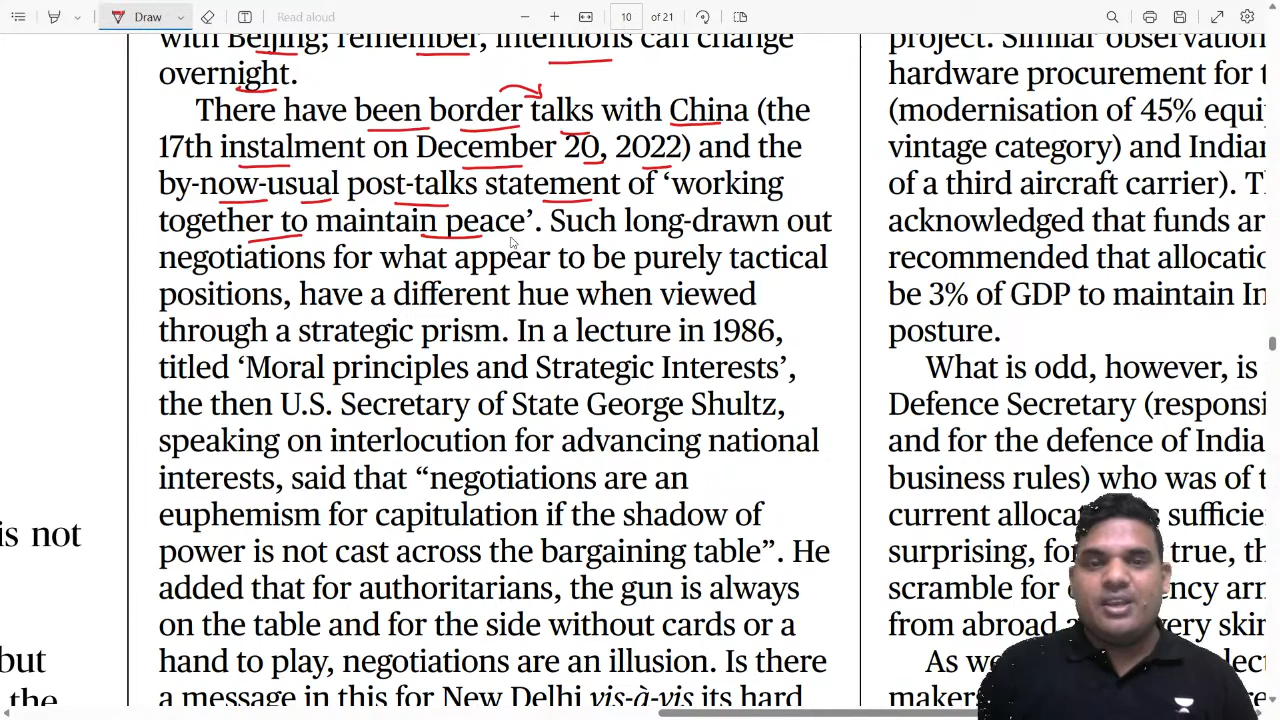 Draw
Read aloud
10 of 21
is not
but
the
with Beijing; remember, intentions can change
overnight.
There have been border talks with China (the
17th instalment on December 20, 2022) and the
by-now-usual post-talks statement of ‘working
together to maintain peace’. Such long-drawn out
negotiations for what appear to be purely tactical
positions, have a different hue when viewed
through a strategic prism. In a lecture in 1986,
titled ‘Moral principles and Strategic Interests’,
the then U.S. Secretary of State George Shultz,
speaking on interlocution for advancing national
interests, said that “negotiations are an
euphemism for capitulation if the shadow of
power is not cast across the bargaining table”. He
added that for authoritarians, the gun is always
on the table and for the side without cards or a
hand to play, negotiations are an illusion. Is there
a message in this for New Delhi vis-à-vis its hard
project. Similar observation
hardware procurement for
(modernisation of 45% equi
vintage category) and Indian
of a third aircraft carrier).
acknowledged that funds ar
recommended that allocatio
be 3% of GDP to maintain In
posture.
What is odd, however, is
Defence Secretary (responsi
and for the defence of India
business rules) who was of
current sufficie
surprising, true, th
scramble for
from abroad